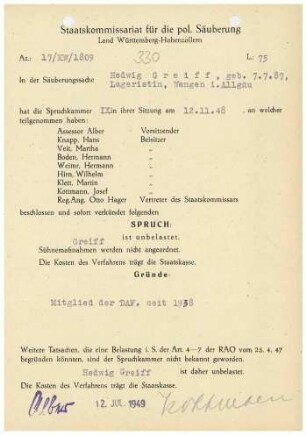 Staatskommissariat für die pol. Säuberung
Land Württemberg-Hohenzollern
Az.: 17/XW/1809 330 L: 75
In der Säuberungssache Hedwig Greiff, geb. 7.7.87,
Lageristin, Wangen i.Allgäu
hat die Spruchkammer IX in ihrer Sitzung am 12.11.48, an welcher
teilgenommen haben:
Assessor Alber Vorsitzender
Knapp, Hans Beisitzer
Veit, Martha "
Boden, Hermann "
Weiler, Hermann "
Hirn, Wilhelm "
Klett, Martin "
Kottmann, Josef "
Reg.Ang. Otto Hager Vertreter des Staatskommissars
beschlossen und sofort verkündet folgenden
SPRUCH:
Greiff ist unbelastet.
Sühnemaßnahmen werden nicht angeordnet.
Die Kosten des Verfahrens trägt die Staatskasse.
Gründe:
Mitglied der DAF. seit 1938
Weitere Tatsachen, die eine Belastung i. S. der Art. 4-7 der RAO vom 25. 4. 47
begründen könnten, sind der Spruchkammer nicht bekannt geworden.
Hedwig Greiff ist daher unbelastet.
Die Kosten des Verfahrens trägt die Staatskasse.
Alber 12. JUL. 1949